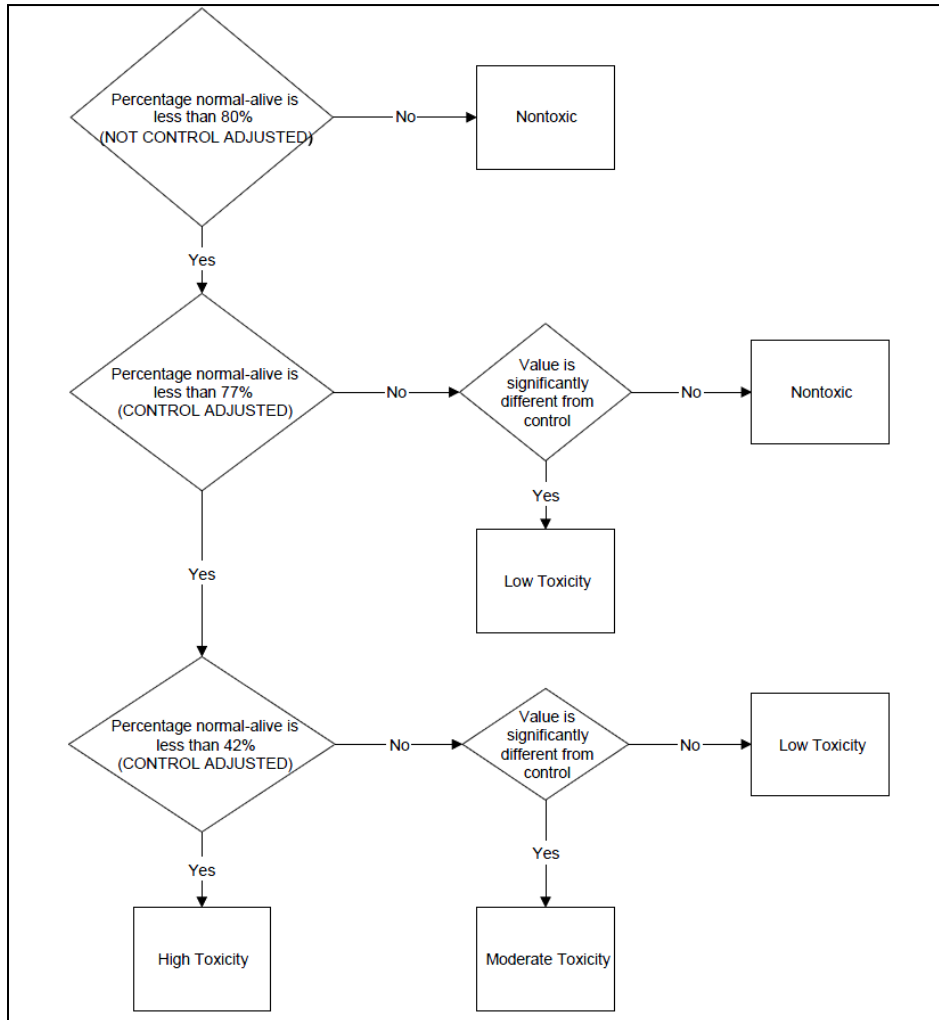 Percentage normal-alive is
less than 80%
(NOT CONTROL ADJUSTED)
No
Nontoxic
Yes
Percentage normal-alive is
less than 77%
(CONTROL ADJUSTED)
No
Value is
significantly
different from
control
No
Nontoxic
Yes
Low Toxicity
Yes
Percentage normal-alive is
less than 42%
(CONTROL ADJUSTED)
No
Value is
significantly
different from
control
No
Low Toxicity
Yes
Yes
High Toxicity
Moderate Toxicity